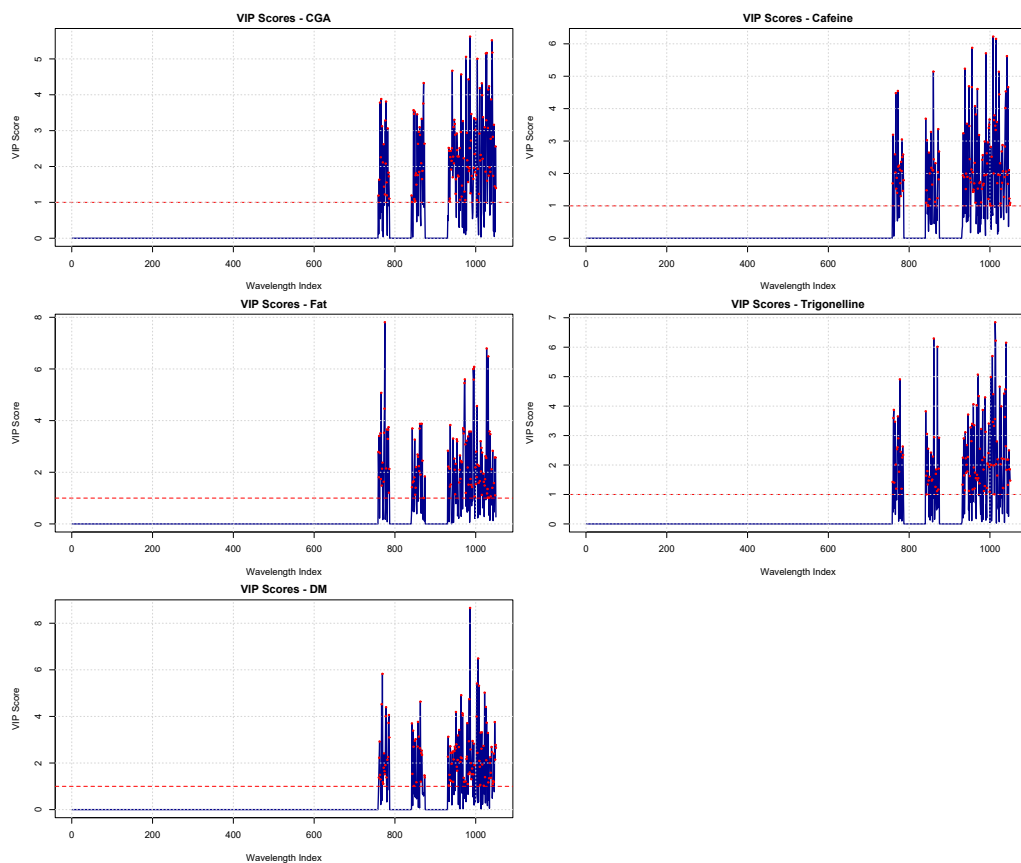 VIP Scores - CGA
VIP Score
0 1 2 3 4 5
0 200 400 600 800 1000
Wavelength Index
VIP Scores - Cafeine
VIP Score
0 1 2 3 4 5 6
0 200 400 600 800 1000
Wavelength Index
VIP Scores - Fat
VIP Score
0 2 4 6 8
0 200 400 600 800 1000
Wavelength Index
VIP Scores - Trigonelline
VIP Score
0 1 2 3 4 5 6 7
0 200 400 600 800 1000
Wavelength Index
VIP Scores - DM
VIP Score
0 2 4 6 8
0 200 400 600 800 1000
Wavelength Index